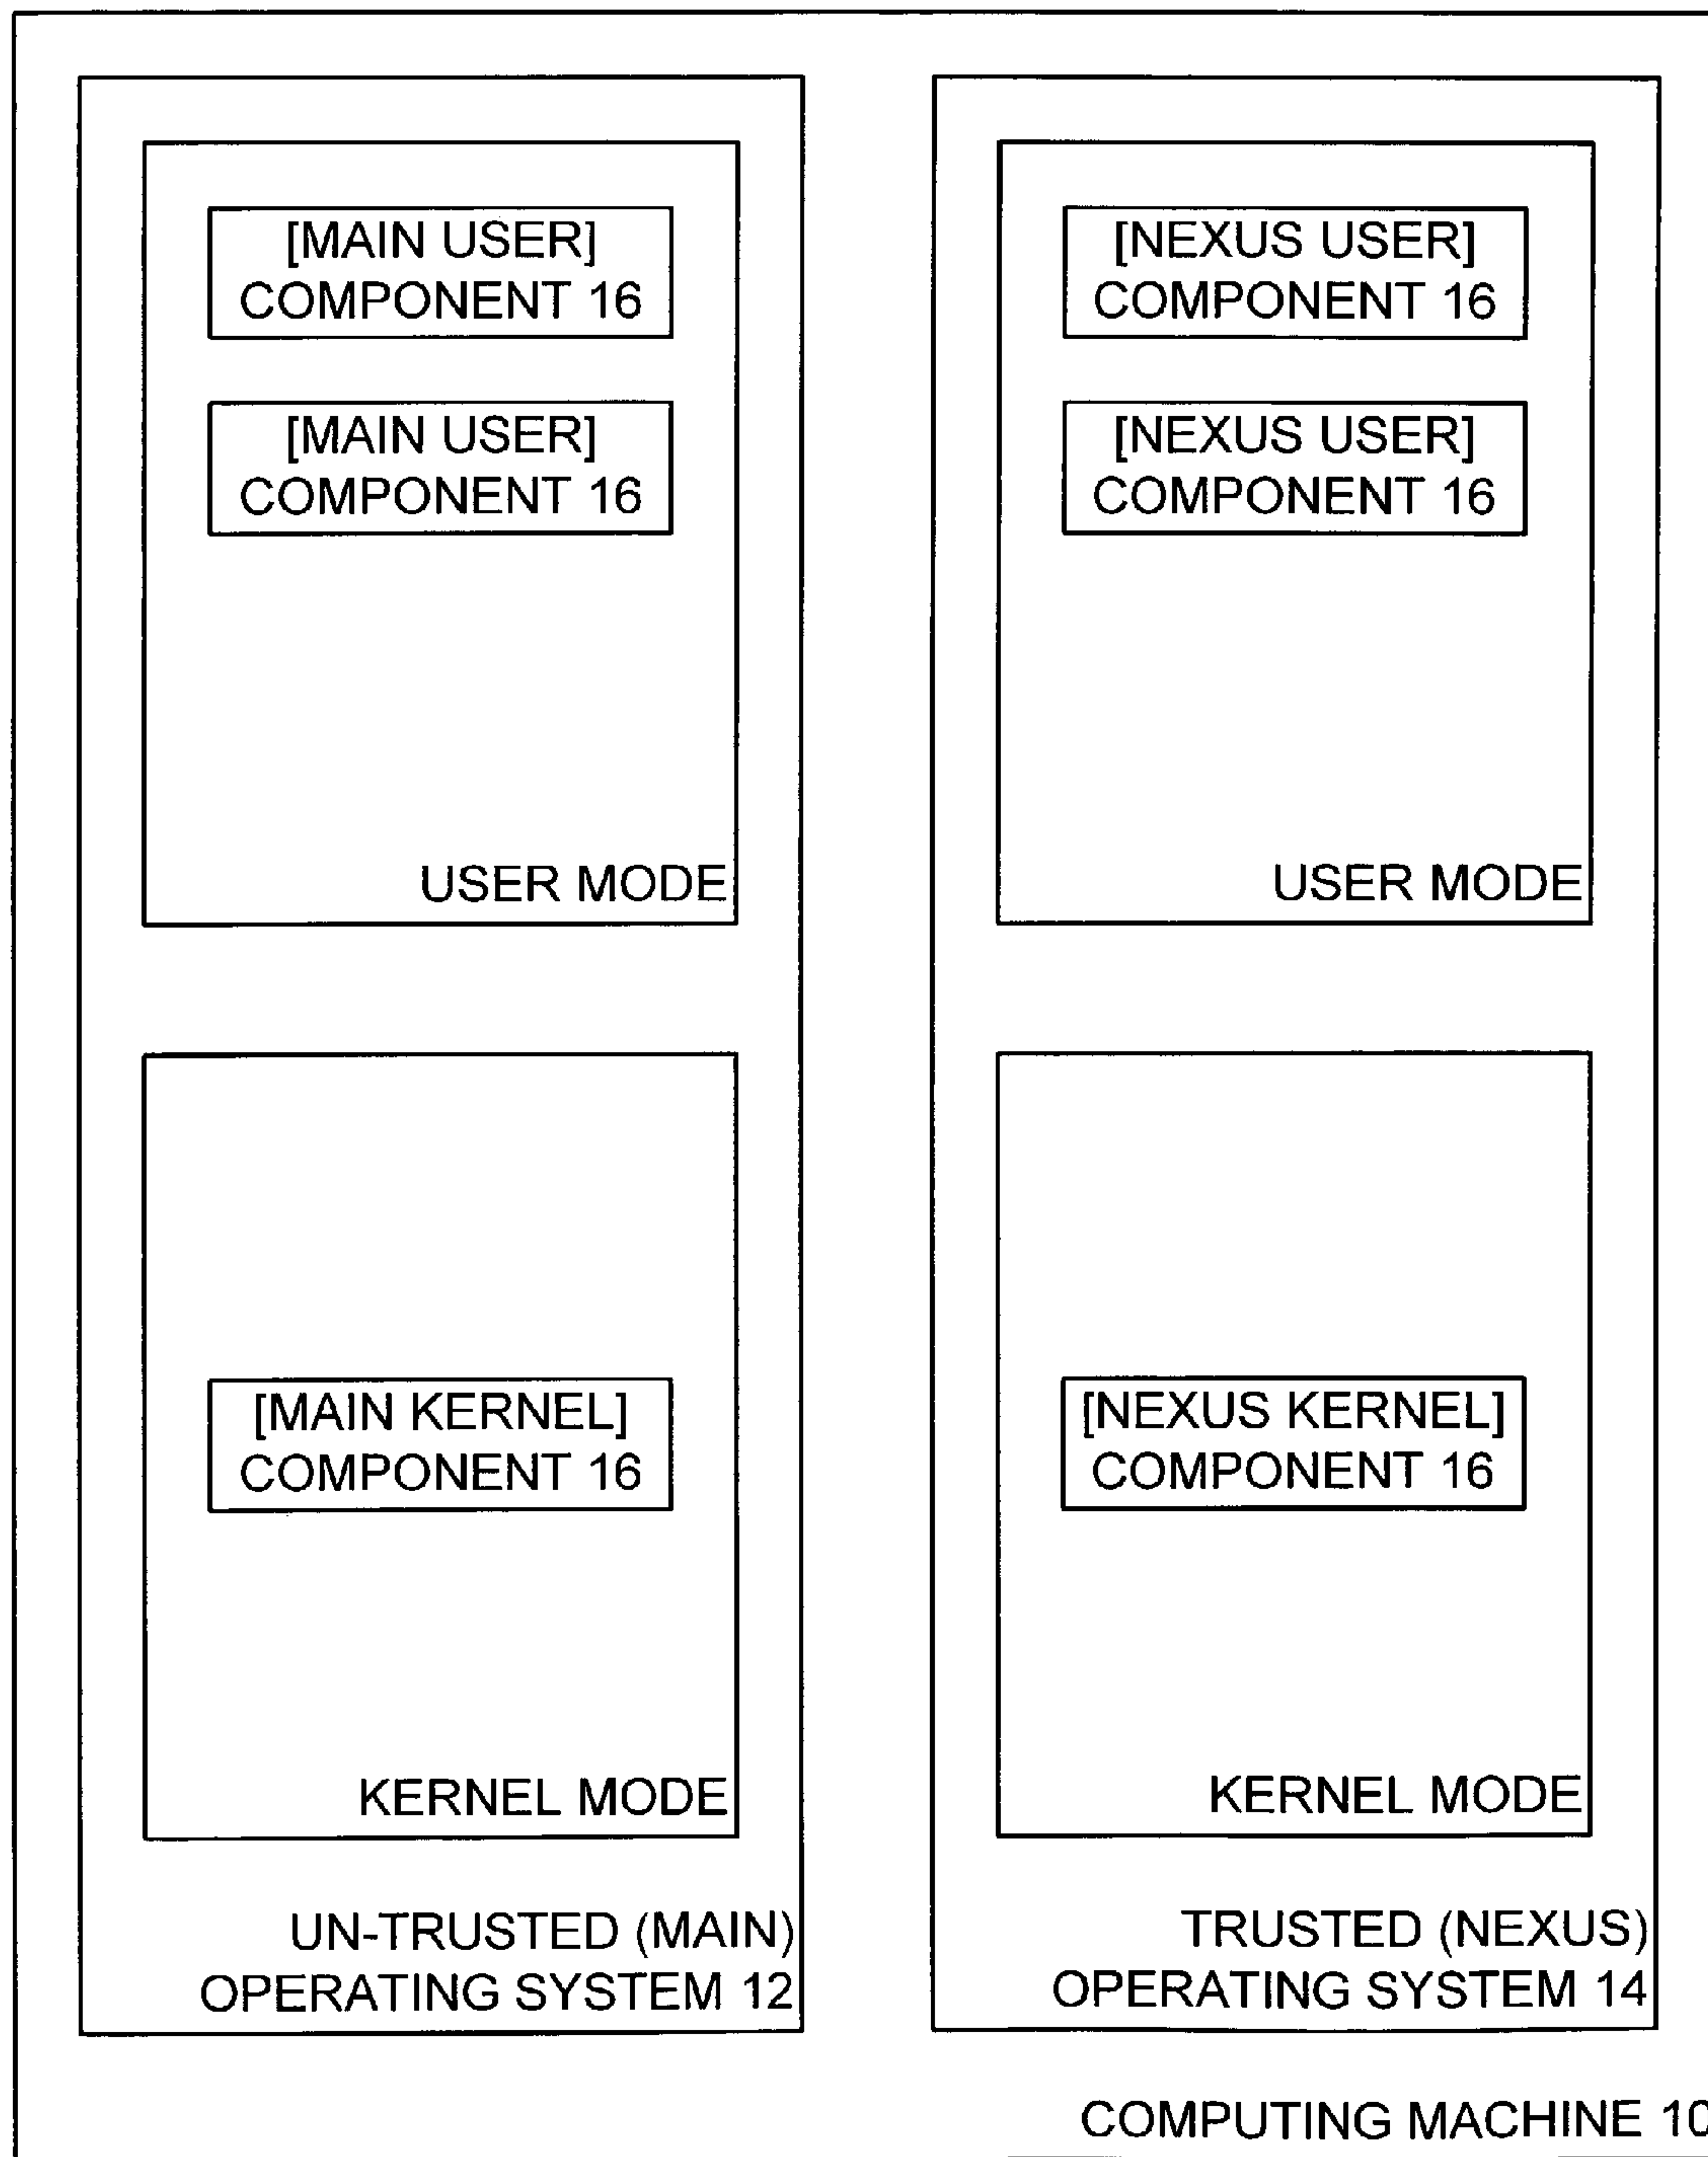 [MAIN USER]
COMPONENT 16
[MAIN USER]
COMPONENT 16
USER MODE
[MAIN KERNEL]
COMPONENT 16
KERNEL MODE
UN-TRUSTED (MAIN)
OPERATING SYSTEM 12
[NEXUS USER]
COMPONENT 16
[NEXUS USER]
COMPONENT 16
USER MODE
[NEXUS KERNEL]
COMPONENT 16
KERNEL MODE
TRUSTED (NEXUS)
OPERATING SYSTEM 14
COMPUTING MACHINE 10